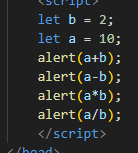 <script>
let b = 2;
let a = 10;
alert(a+b);
alert(a-b);
alert(a*b);
alert(a/b);
</script>
</head>